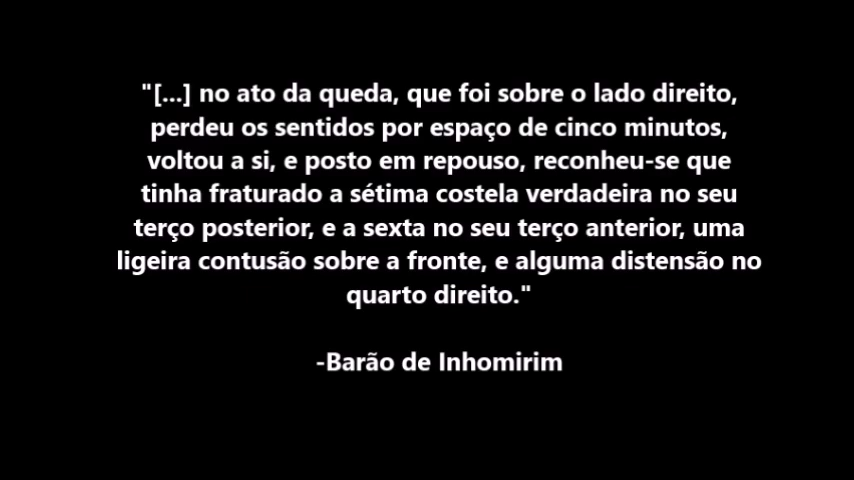 "[...] no ato da queda, que foi sobre o lado direito,
perdeu os sentidos por espaço de cinco minutos,
voltou a si, e posto em repouso, reconheu-se que
tinha fraturado a sétima costela verdadeira no seu
terço posterior, e a sexta no seu terço anterior, uma
ligeira contusão sobre a fronte, e alguma distensão no
quarto direito."
-Barão de Inhomirim